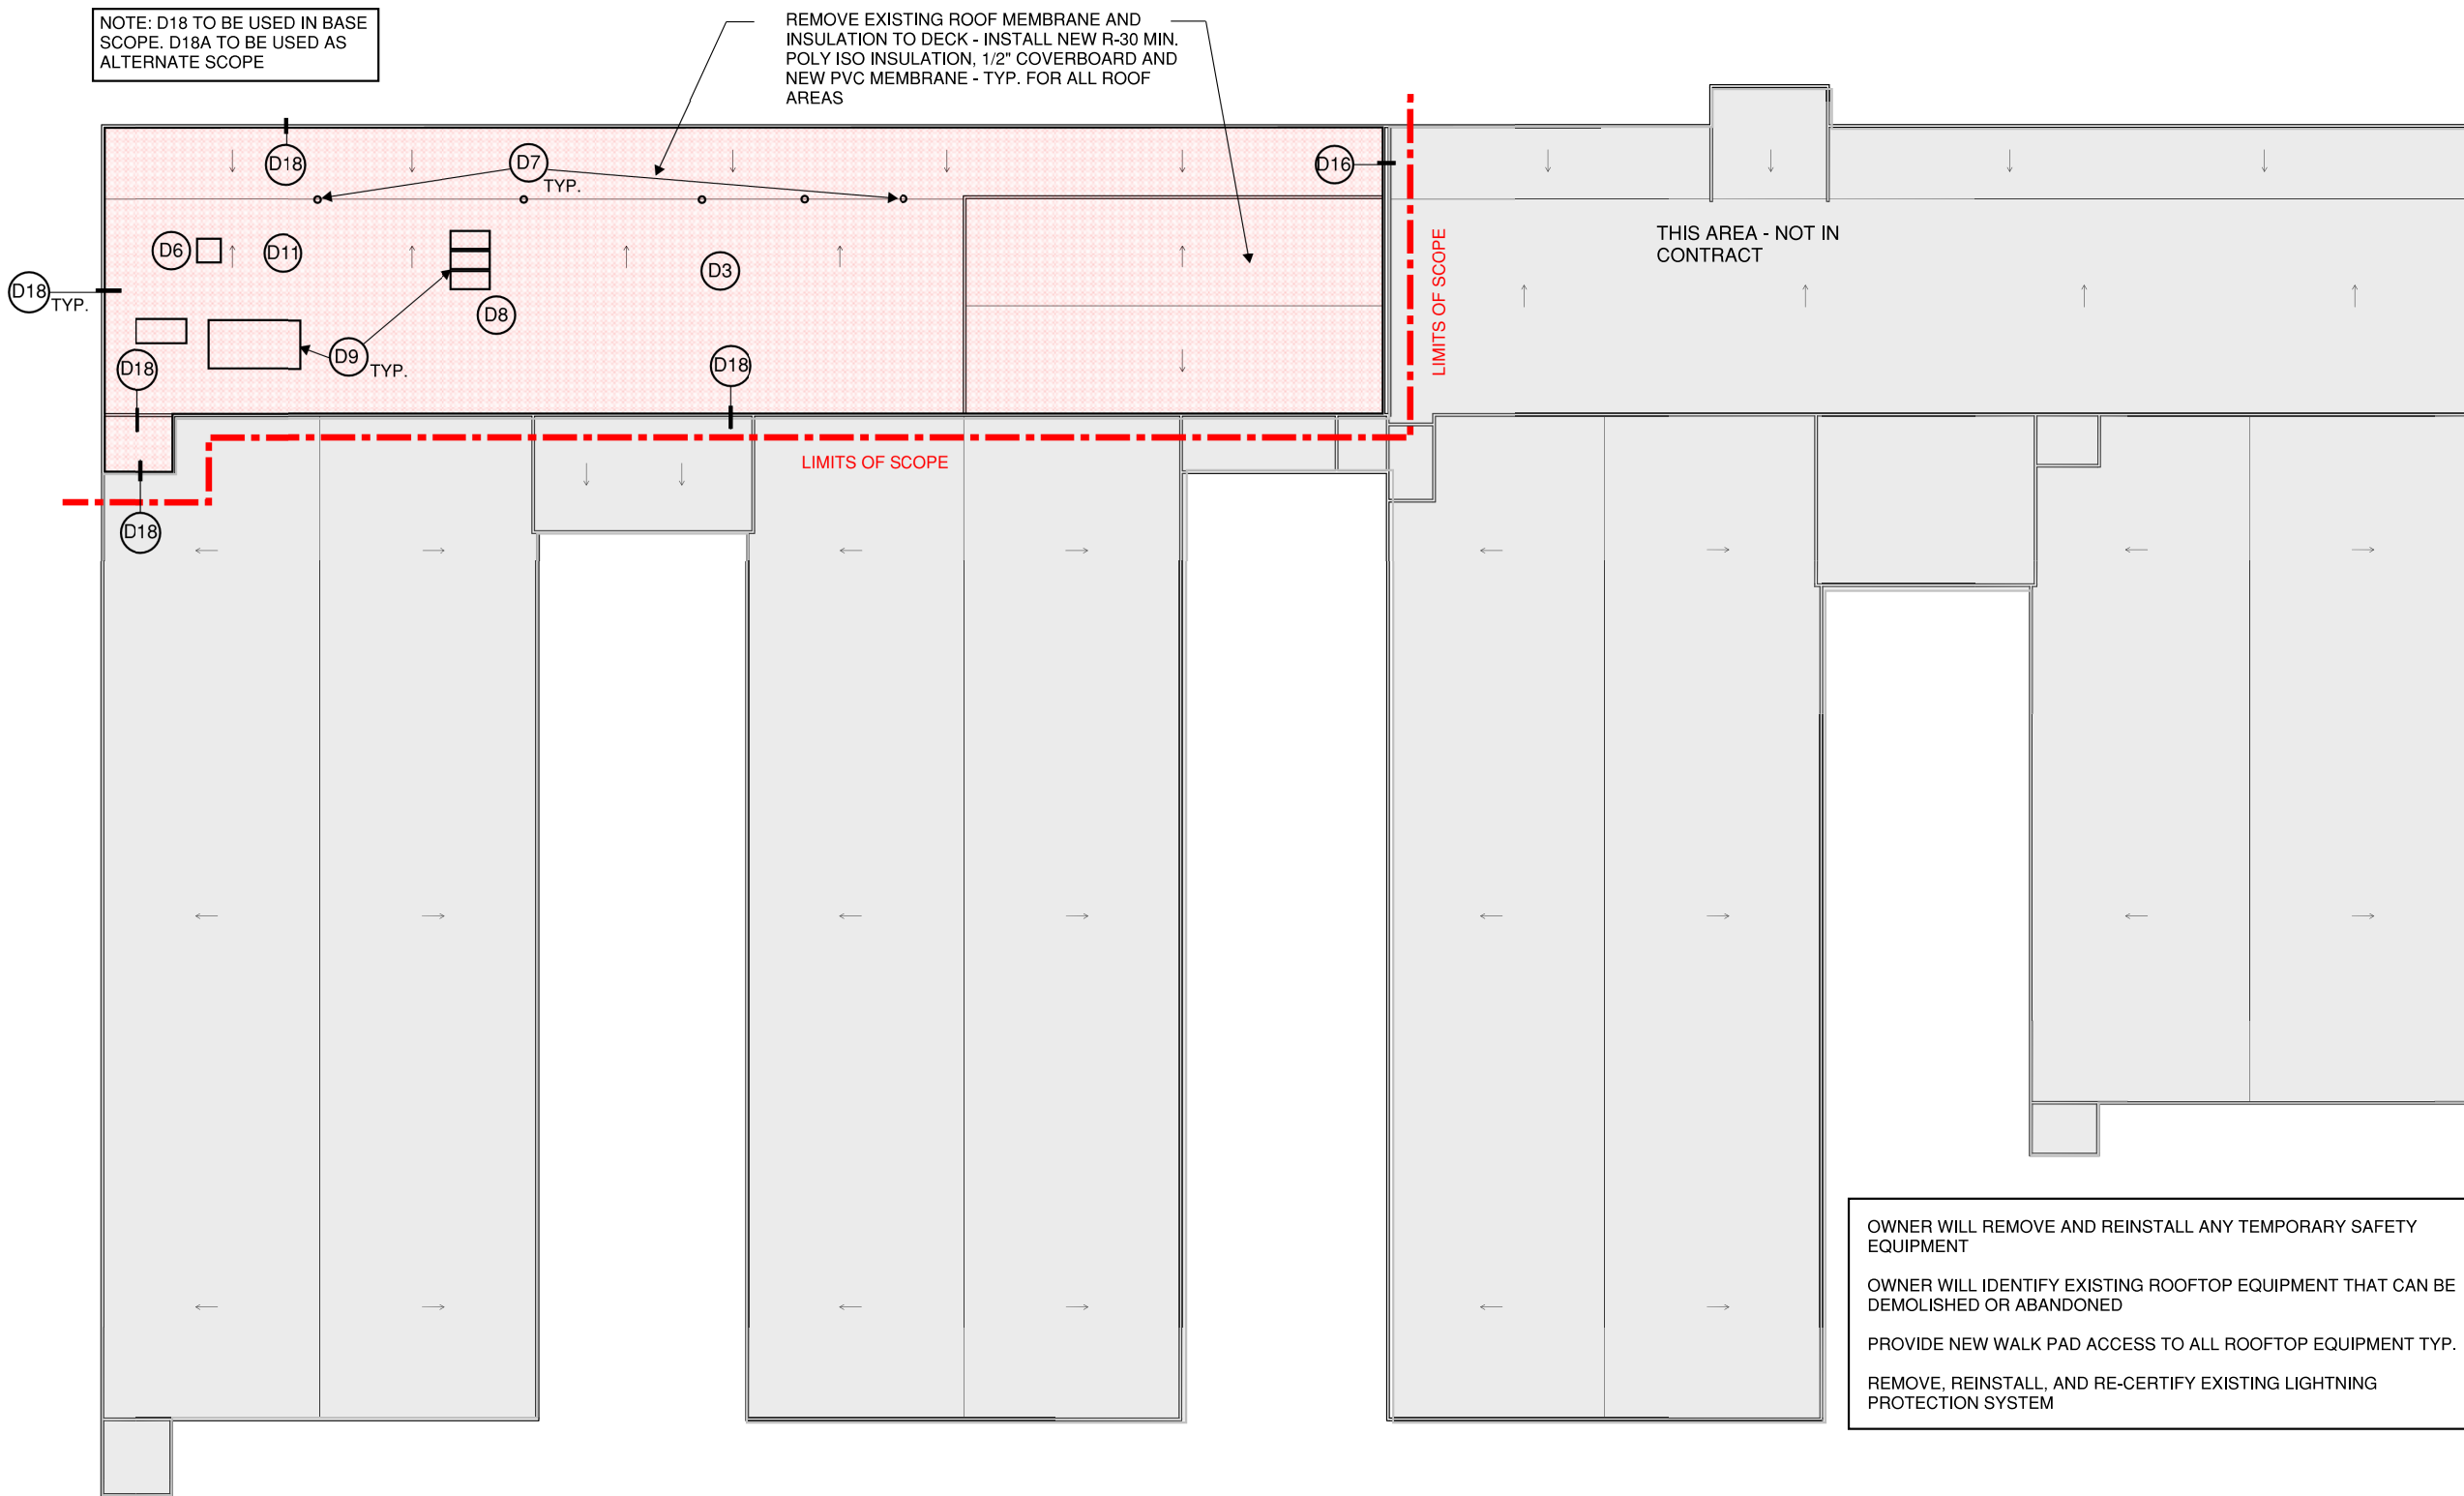 NOTE: D18 TO BE USED IN BASE
SCOPE. D18A TO BE USED AS
ALTERNATE SCOPE
REMOVE EXISTING ROOF MEMBRANE AND
INSULATION TO DECK - INSTALL NEW R-30 MIN.
POLY ISO INSULATION, 1/2" COVERBOARD AND
NEW PVC MEMBRANE - TYP. FOR ALL ROOF
AREAS
D18
D7
TYP.
D16
D6
D11
D3
D18
TYP.
D8
D9
TYP.
D18
D18
D18
LIMITS OF SCOPE
LIMITS OF SCOPE
THIS AREA - NOT IN
CONTRACT
OWNER WILL REMOVE AND REINSTALL ANY TEMPORARY SAFETY
EQUIPMENT
OWNER WILL IDENTIFY EXISTING ROOFTOP EQUIPMENT THAT CAN BE
DEMOLISHED OR ABANDONED
PROVIDE NEW WALK PAD ACCESS TO ALL ROOFTOP EQUIPMENT TYP.
REMOVE, REINSTALL, AND RE-CERTIFY EXISTING LIGHTNING
PROTECTION SYSTEM